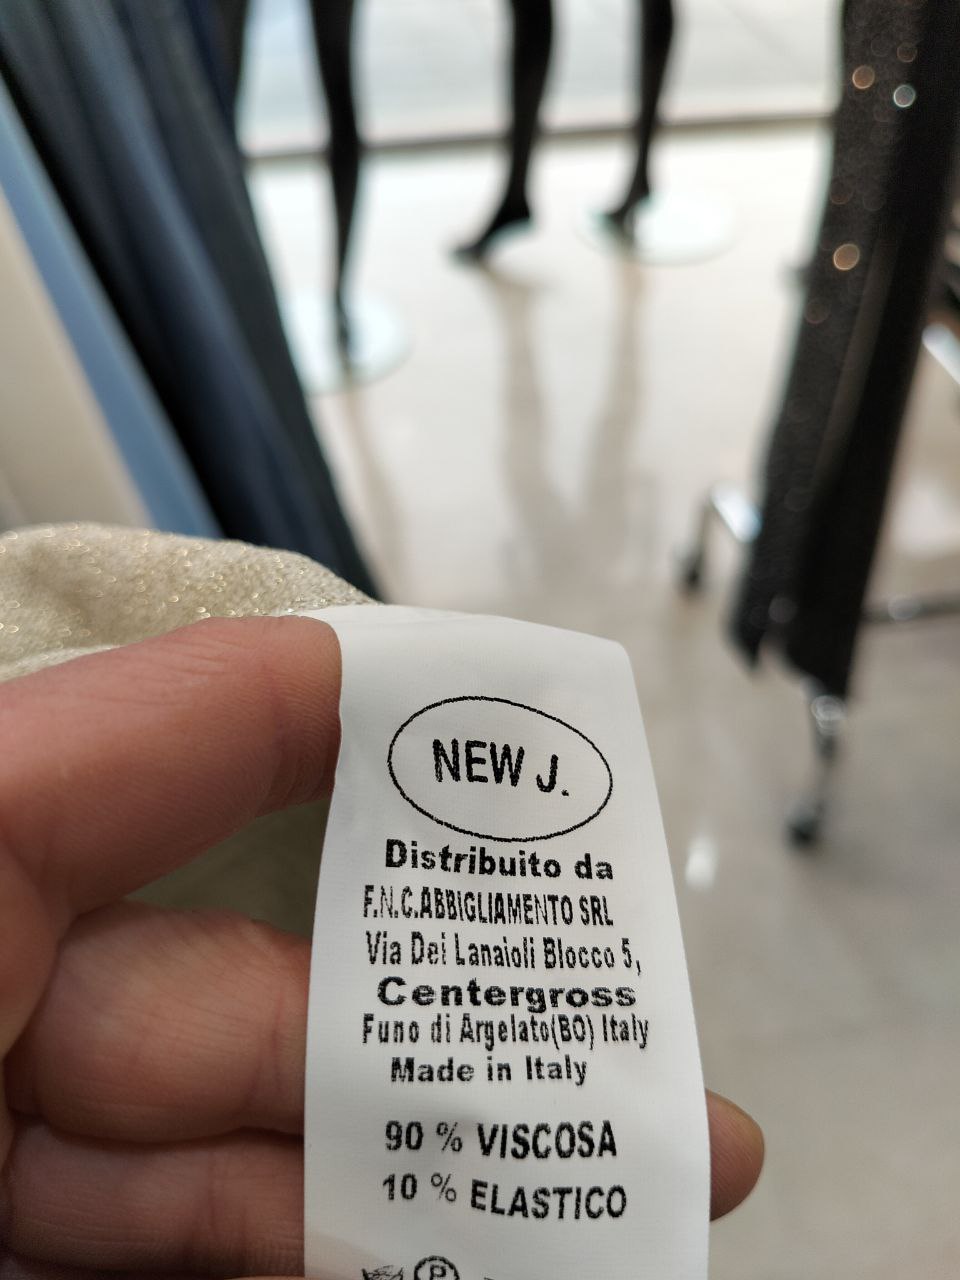 NEW J.
Distribuito da
F.N.C.ABBIGLIAMENTO SRL
Via Dei Lanaioli Blocco 5,
Centergross
Funo di Argelato(BO) Italy
Made in Italy
90 % VISCOSA
10 % ELASTICO
P